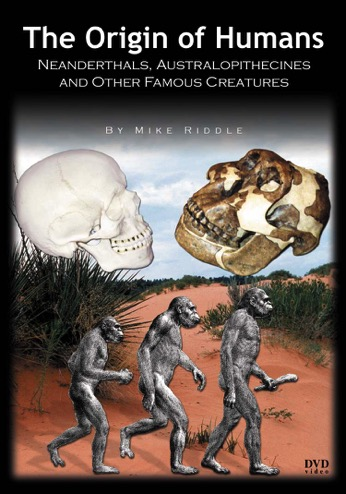 The Origin of Humans
Neanderthals, Australopithecines
and Other Famous Creatures
By Mike Riddle
DVD
video